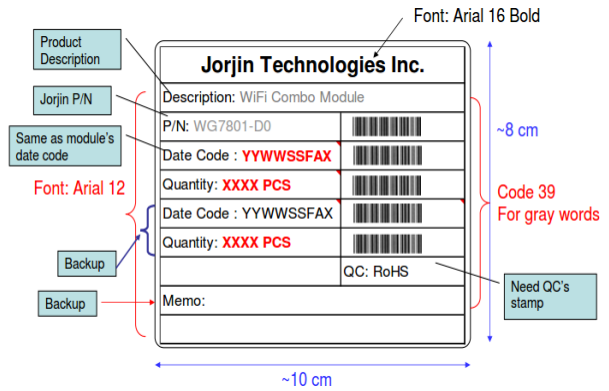 Font: Arial 16 Bold
Product
Description
Jorjin Technologies Inc.
Description: WiFi Combo Module
Jorjin P/N
P/N: WG7801-D0
~8 cm
Same as module's
date code
Date Code : YYWWSSFAX
Font: Arial 12
Quantity: XXXX PCS
Code 39
For gray words
Date Code : YYWWSSFAX
Quantity: XXXX PCS
Backup
QC: RoHS
Need QC's
stamp
Backup
Memo:
~10 cm